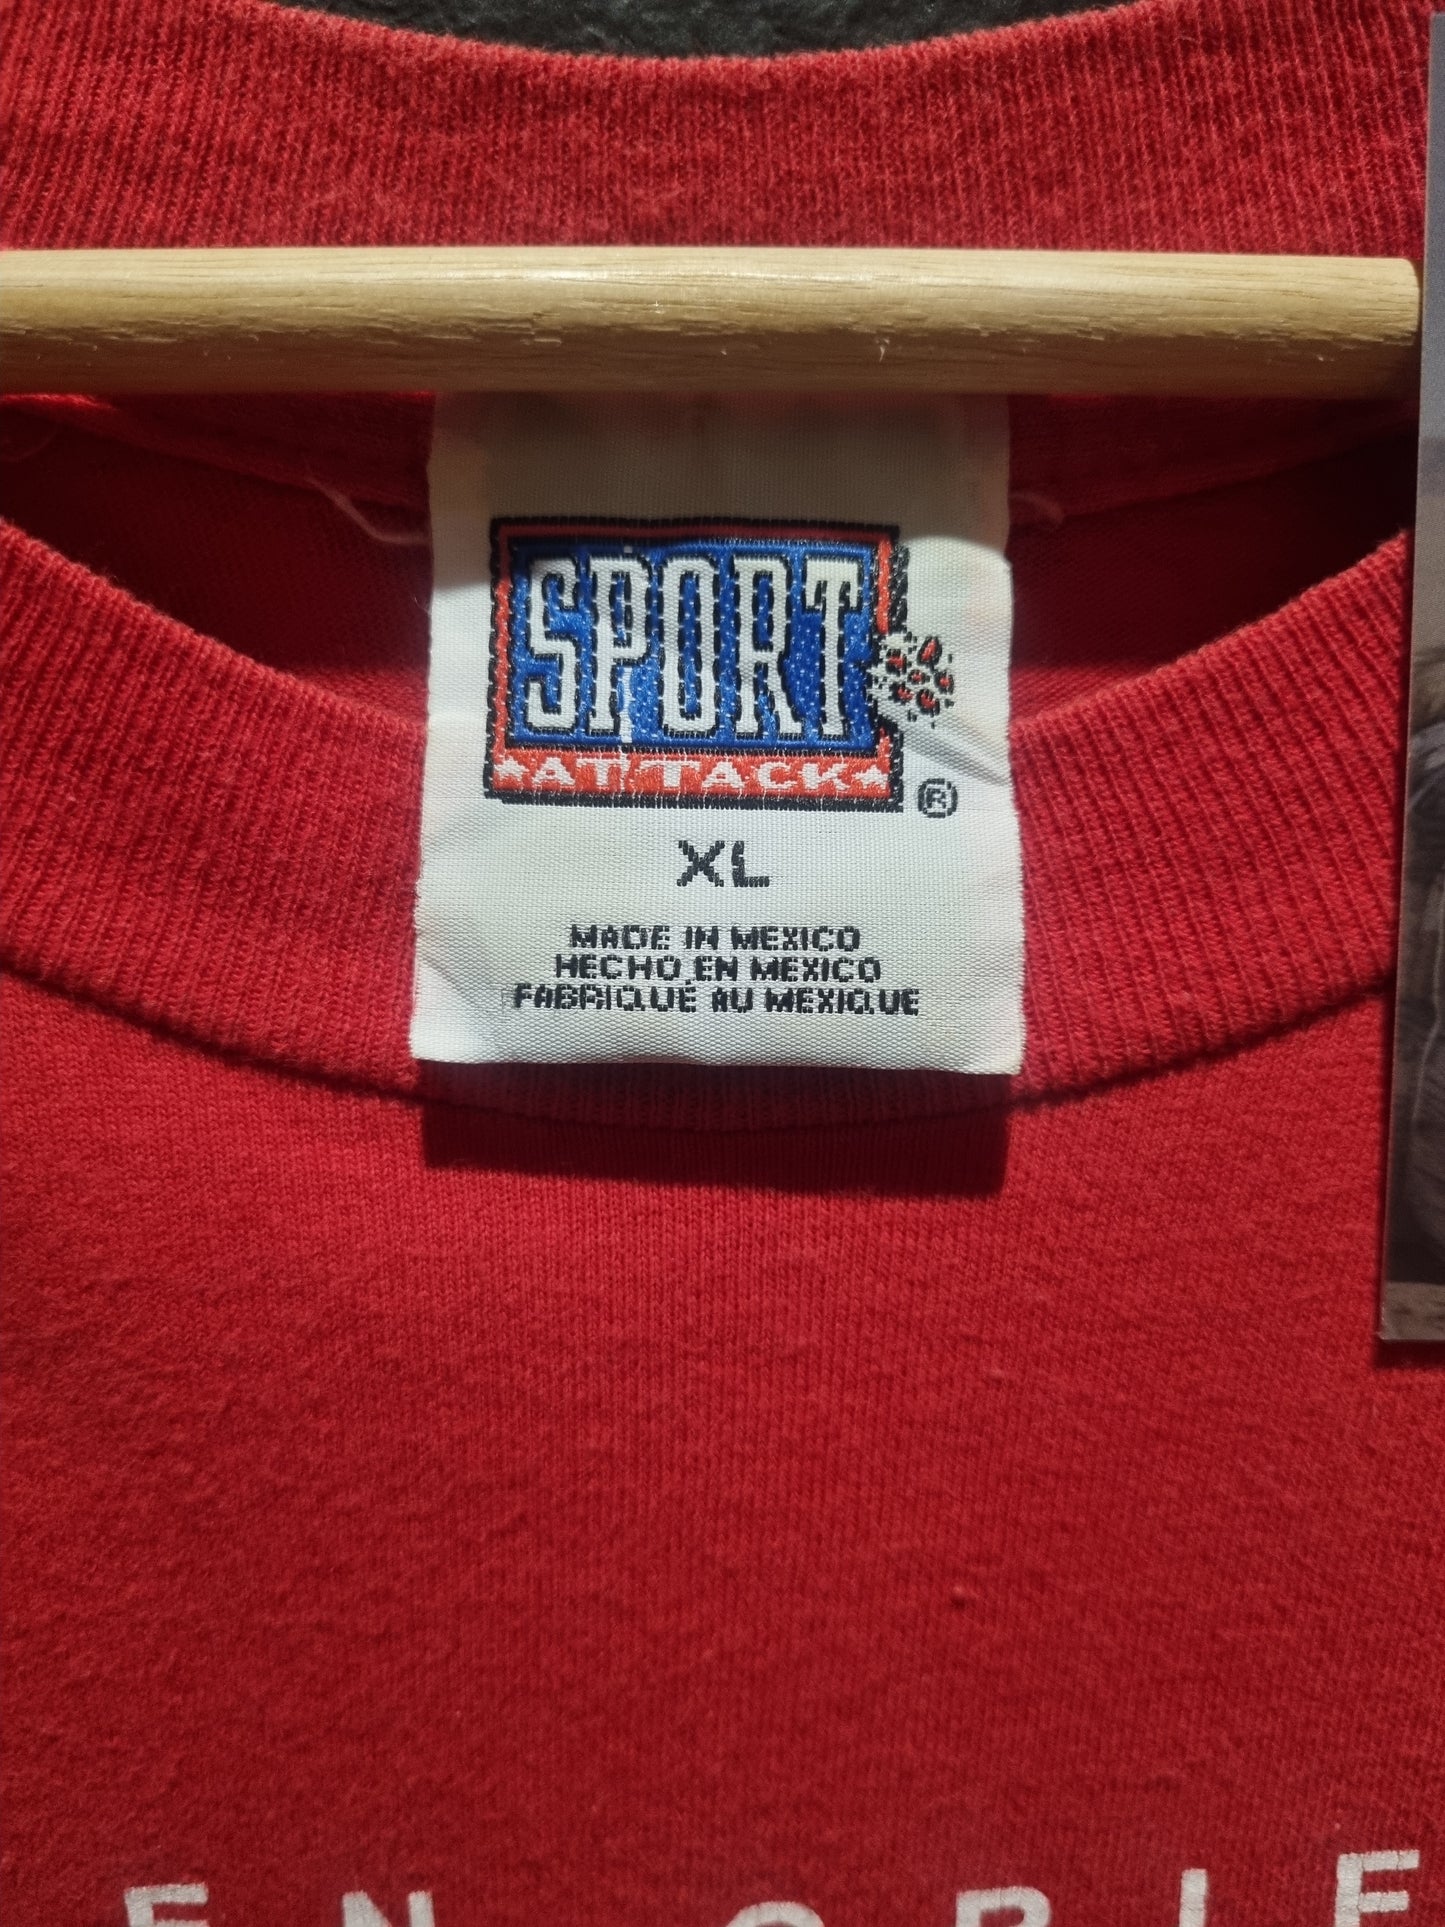 SPORT
ATTACK
®
XL
MADE IN MEXICO
HECHO EN MEXICO
FABRIQUÉ AU MEXIQUE